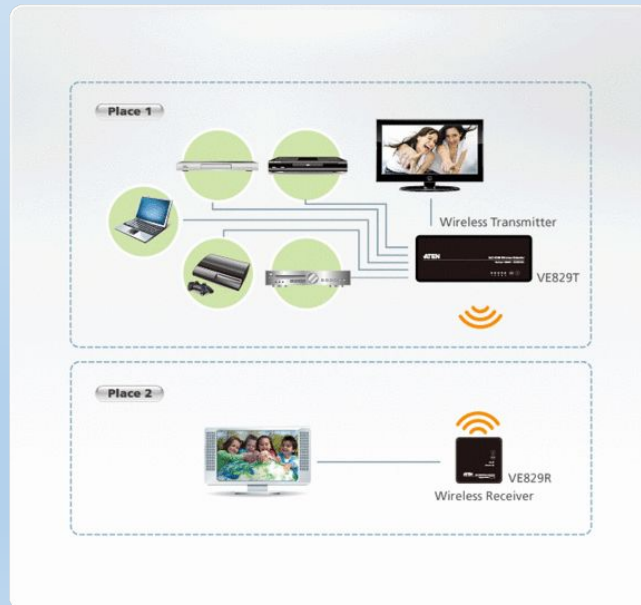 Place 1
Wireless Transmitter
ATEN
VE829T
Place 2
VE829R
Wireless Receiver